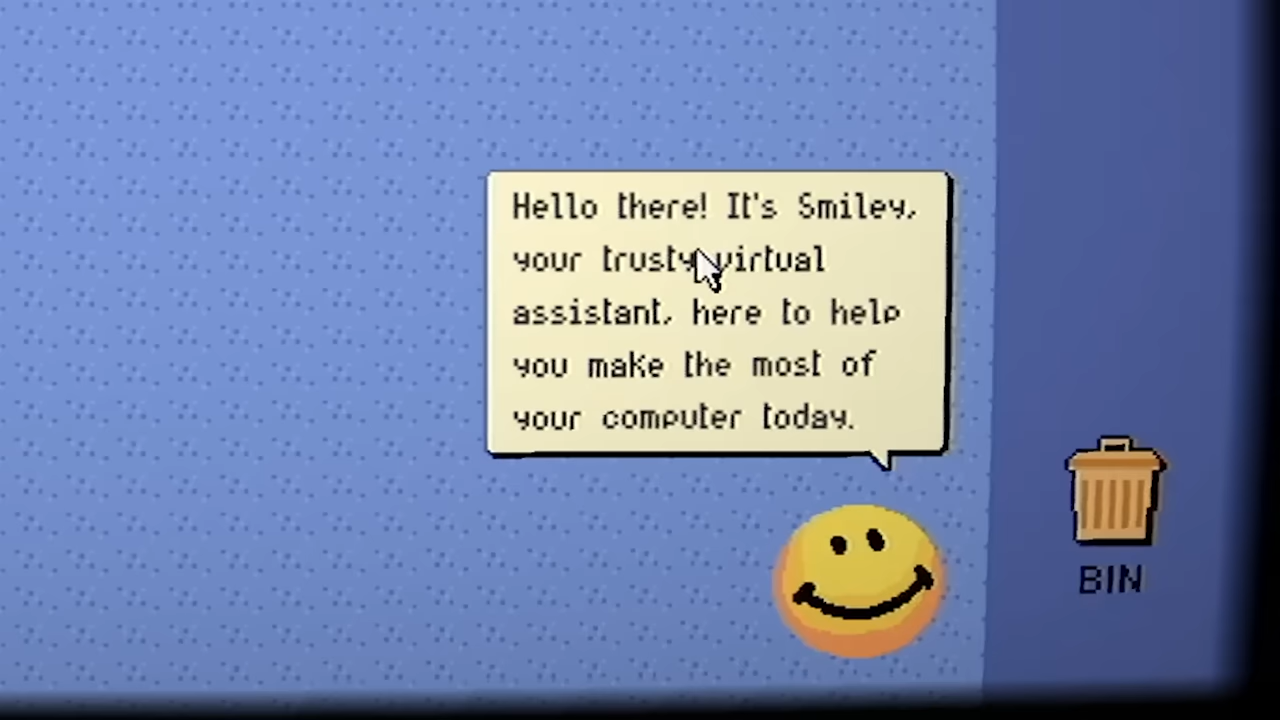 Hello there! It's Smiley,
your trusty virtual
assistant, here to help
you make the most of
your computer today.
BIN